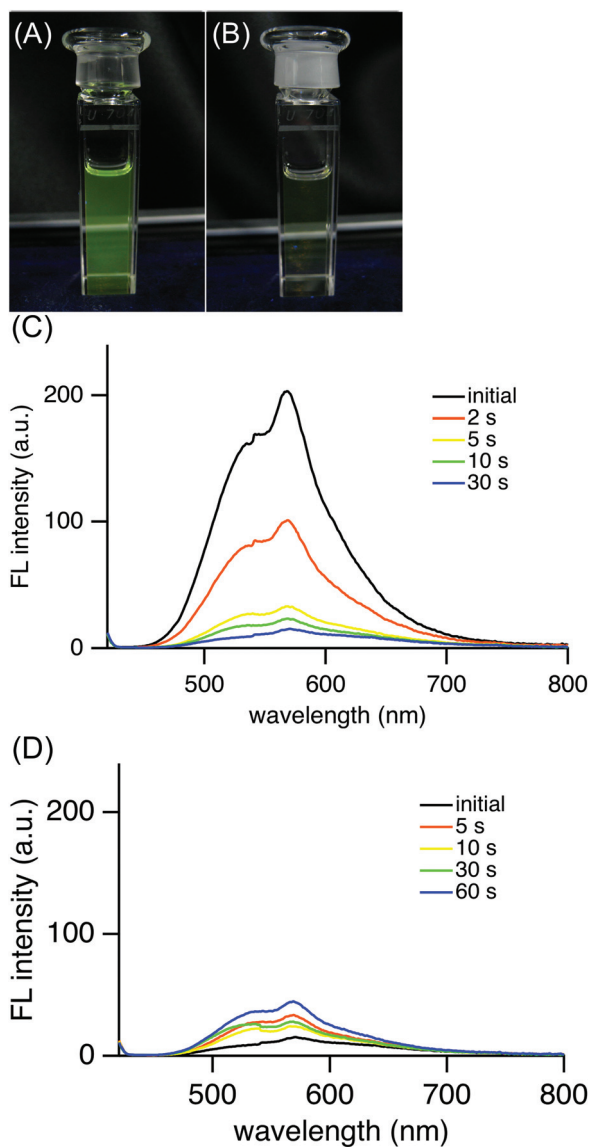 (A)
(B)
(C)
200
100
0
FL intensity (a.u.)
initial
2 s
5 s
10 s
30 s
500
600
700
800
wavelength (nm)
(D)
200
100
0
FL intensity (a.u.)
initial
5 s
10 s
30 s
60 s
500
600
700
800
wavelength (nm)